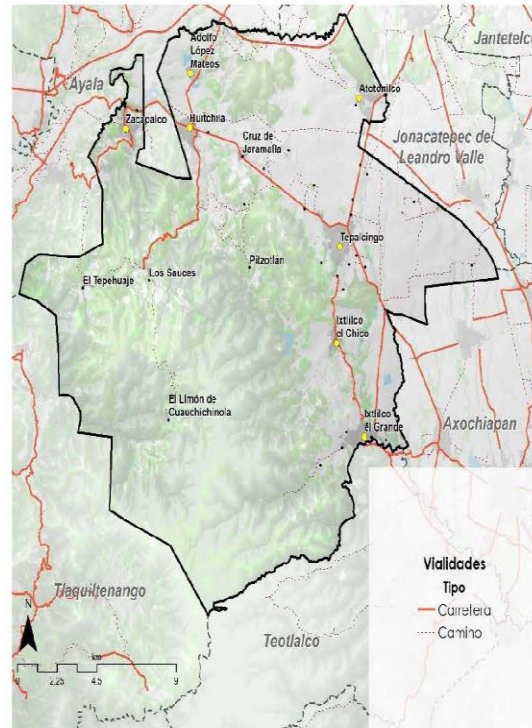 Adolfo
López
Mateos
Jantetelco
Ayala
Atotonilco
Zacapalco
Huitchila
Cruz de
Jaramalla
Jonacatepec de
Leandro Valle
Tepalcingo
Pitzotlán
Los Sauces
El Tepehuaje
Ixtlilco
el Chico
El Limón de
Cuauchichinola
Ixtlilco
el Grande
Axochiapan
Tlaquiltenango
Teotlalco
Vialidades
Tipo
Carretera
Camino
N
km
0 2.25 4.5 9